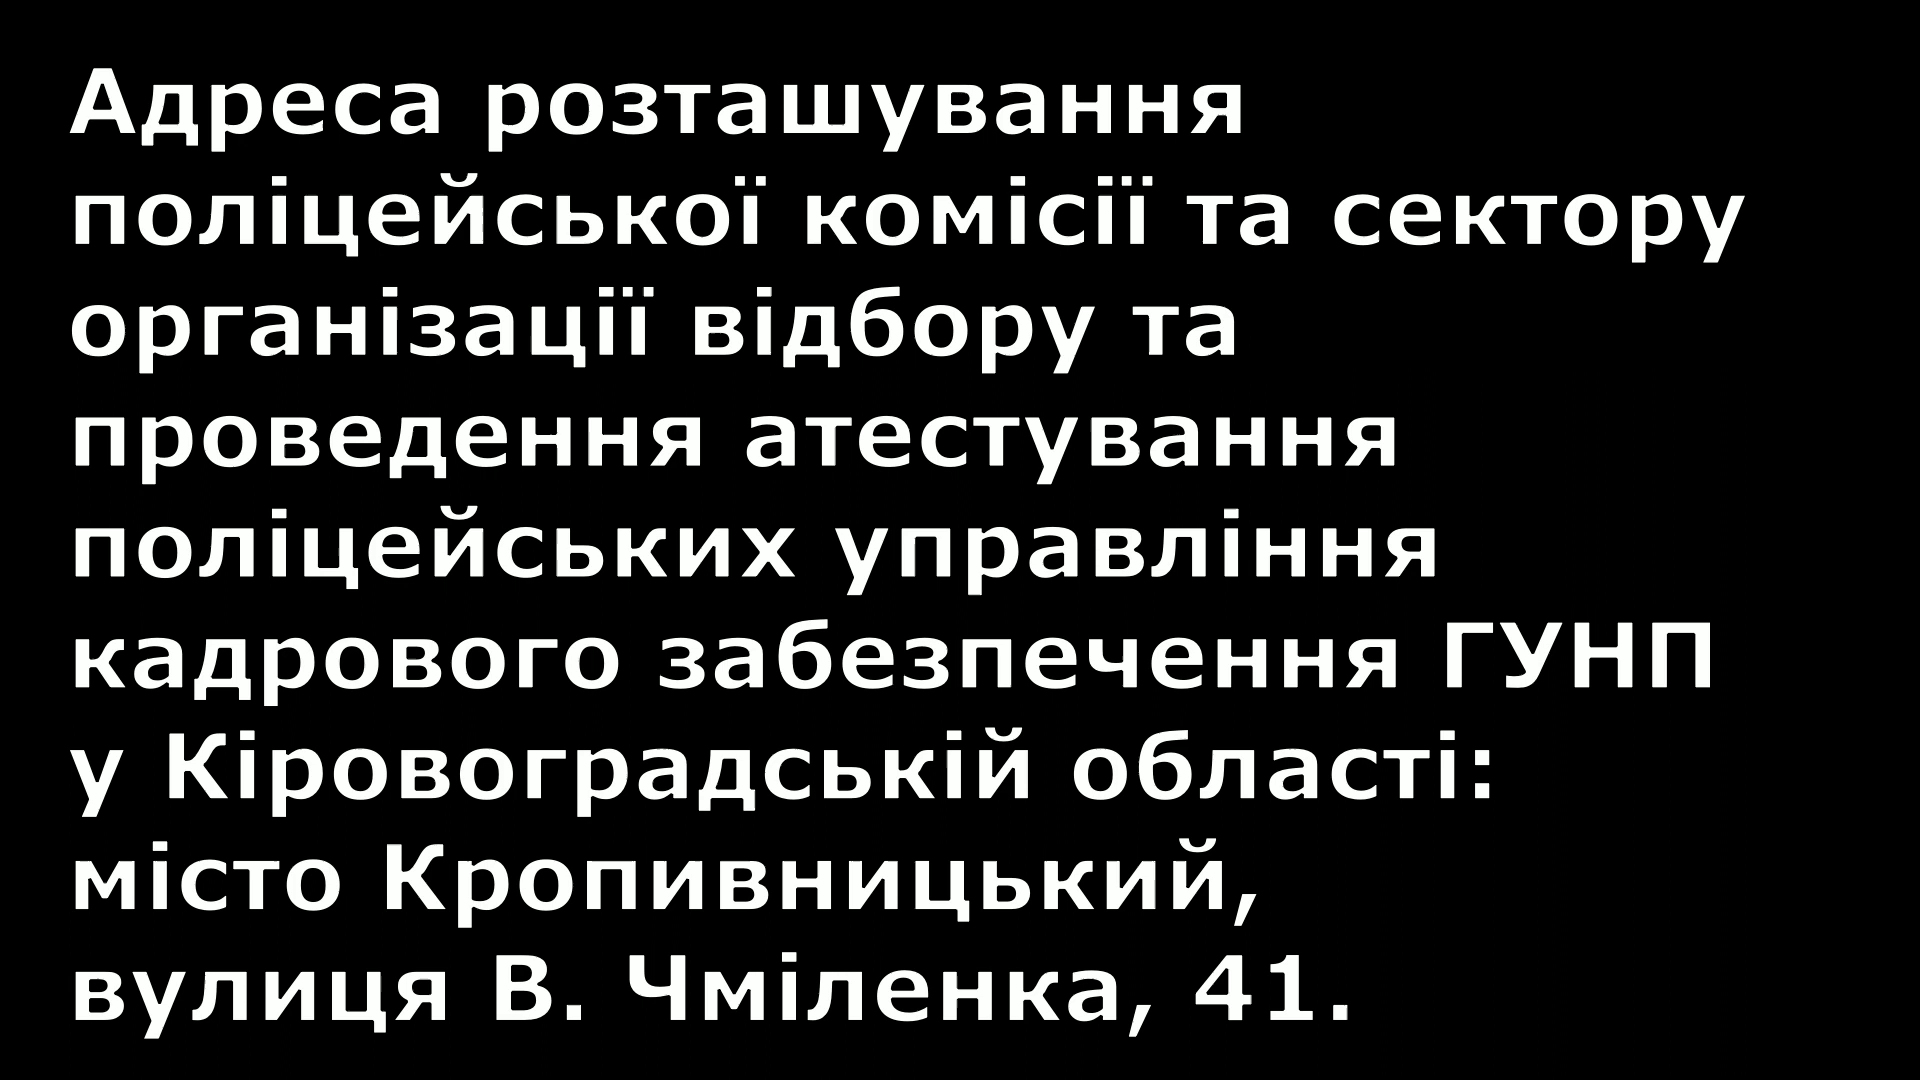 Адреса розташування
поліцейської комісії та сектору
організації відбору та
проведення атестування
поліцейських управління
кадрового забезпечення ГУНП
у Кіровоградській області:
місто Кропивницький,
вулиця В. Чміленка, 41.